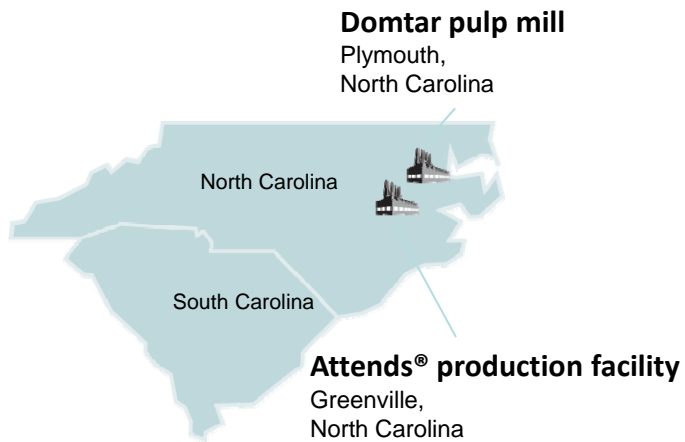 Domtar pulp mill
Plymouth,
North Carolina
North Carolina
South Carolina
Attends® production facility
Greenville,
North Carolina